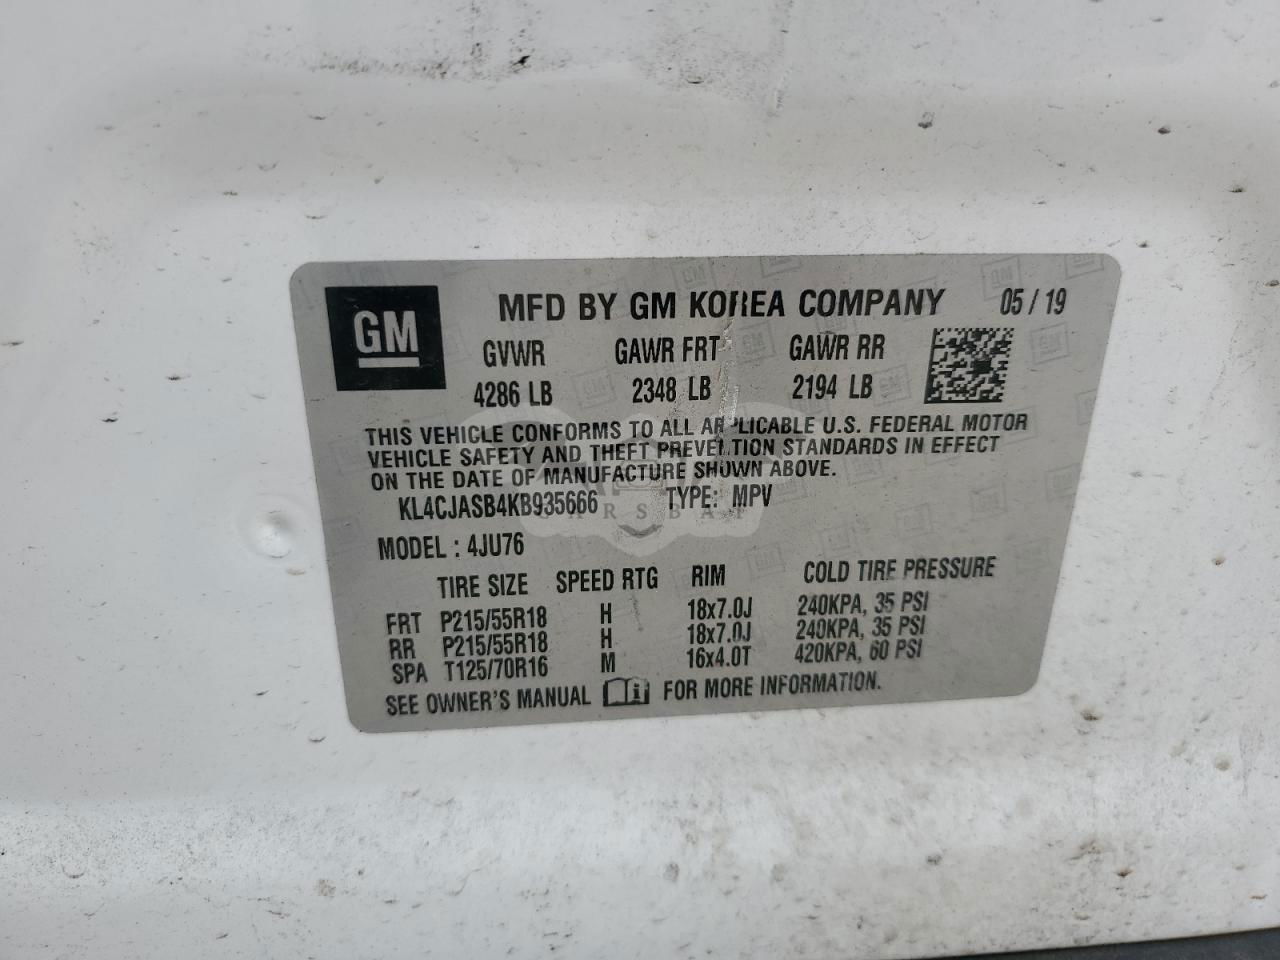 GM
MFD BY GM KOREA COMPANY 05 / 19
GVWR GAWR FRT GAWR RR
4286 LB 2348 LB 2194 LB
THIS VEHICLE CONFORMS TO ALL APPLICABLE U.S. FEDERAL MOTOR
VEHICLE SAFETY AND THEFT PREVENTION STANDARDS IN EFFECT
ON THE DATE OF MANUFACTURE SHOWN ABOVE.
KL4CJASB4KB935666 TYPE: MPV
CARSBAT
MODEL : 4JU76
TIRE SIZE SPEED RTG RIM COLD TIRE PRESSURE
FRT P215/55R18 H 18x7.0J 240KPA, 35 PSI
RR P215/55R18 H 18x7.0J 240KPA, 35 PSI
SPA T125/70R16 M 16x4.0T 420KPA, 60 PSI
SEE OWNER'S MANUAL FOR MORE INFORMATION.